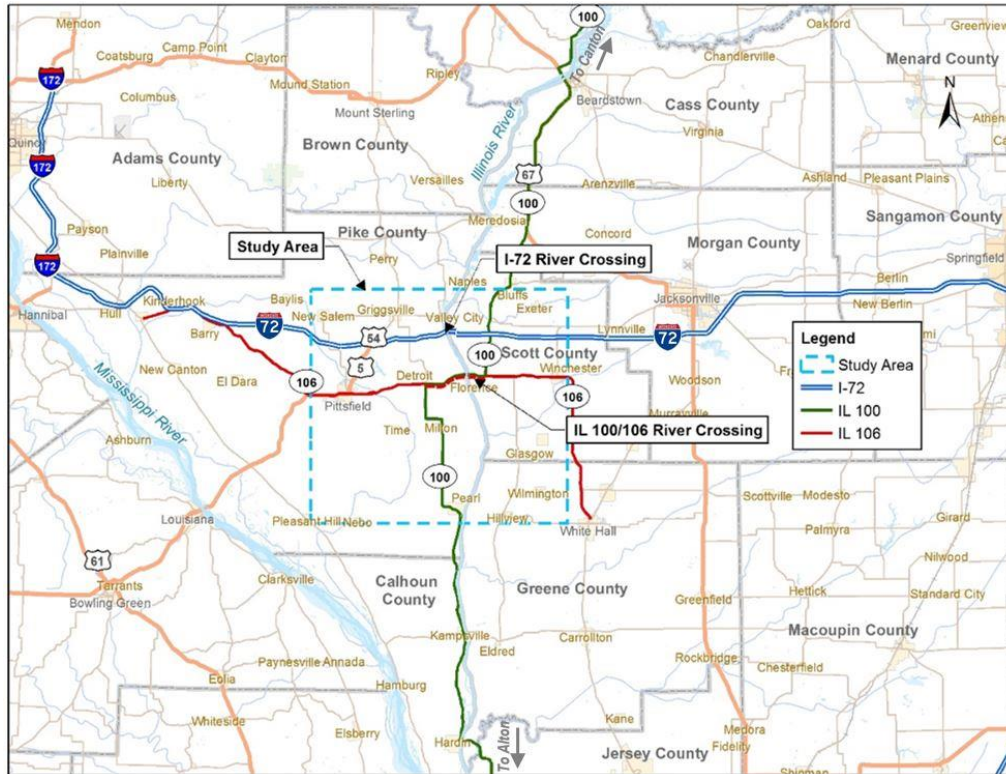 100
Mendon
Coatsburg
Camp Point
Clayton
Mound Station
Ripley
To Canton
Chandlerville
Oakford
Greenview
Menard County
N
172
Columbus
Mount Sterling
Beardstown
Cass County
Virginia
Quincy
172
Adams County
Brown County
Illinois River
Liberty
Versailles
67
Arenzville
Ashland
Pleasant Plains
100
Sangamon County
Payson
Meredosia
Concord
Morgan County
Plainville
Study Area
Pike County
Perry
I-72 River Crossing
Springfield
172
Naples
Bluffs
Exeter
Jacksonville
Berlin
New Berlin
Hannibal
Hull
Kinderhook
Baylis
New Salem
Griggsville
Valley City
Barry
72
54
Lynnville
72
Legend
Study Area
I-72
IL 100
IL 106
Scott County
100
Winchester
New Canton
El Dara
5
Detroit
Florence
106
Pittsfield
106
Woodson
Mississippi River
Murrayville
IL 100/106 River Crossing
Time
Milton
Ashburn
Glasgow
100
Pearl
Wilmington
Scottville
Modesto
Girard
Louisiana
Pleasant Hill
Nebo
Hillview
White Hall
Palmyra
61
Nilwood
Tarrants
Bowling Green
Clarksville
Calhoun
County
Greene County
Greenfield
Hettick
Standard City
Macoupin County
Kampsville
Eldred
Carrollton
Rockbridge
Chesterfield
Paynesville
Annada
Eolia
Hamburg
Whiteside
Elsberry
Hardin
To Alton
Kane
Jersey County
Medora
Fidelity